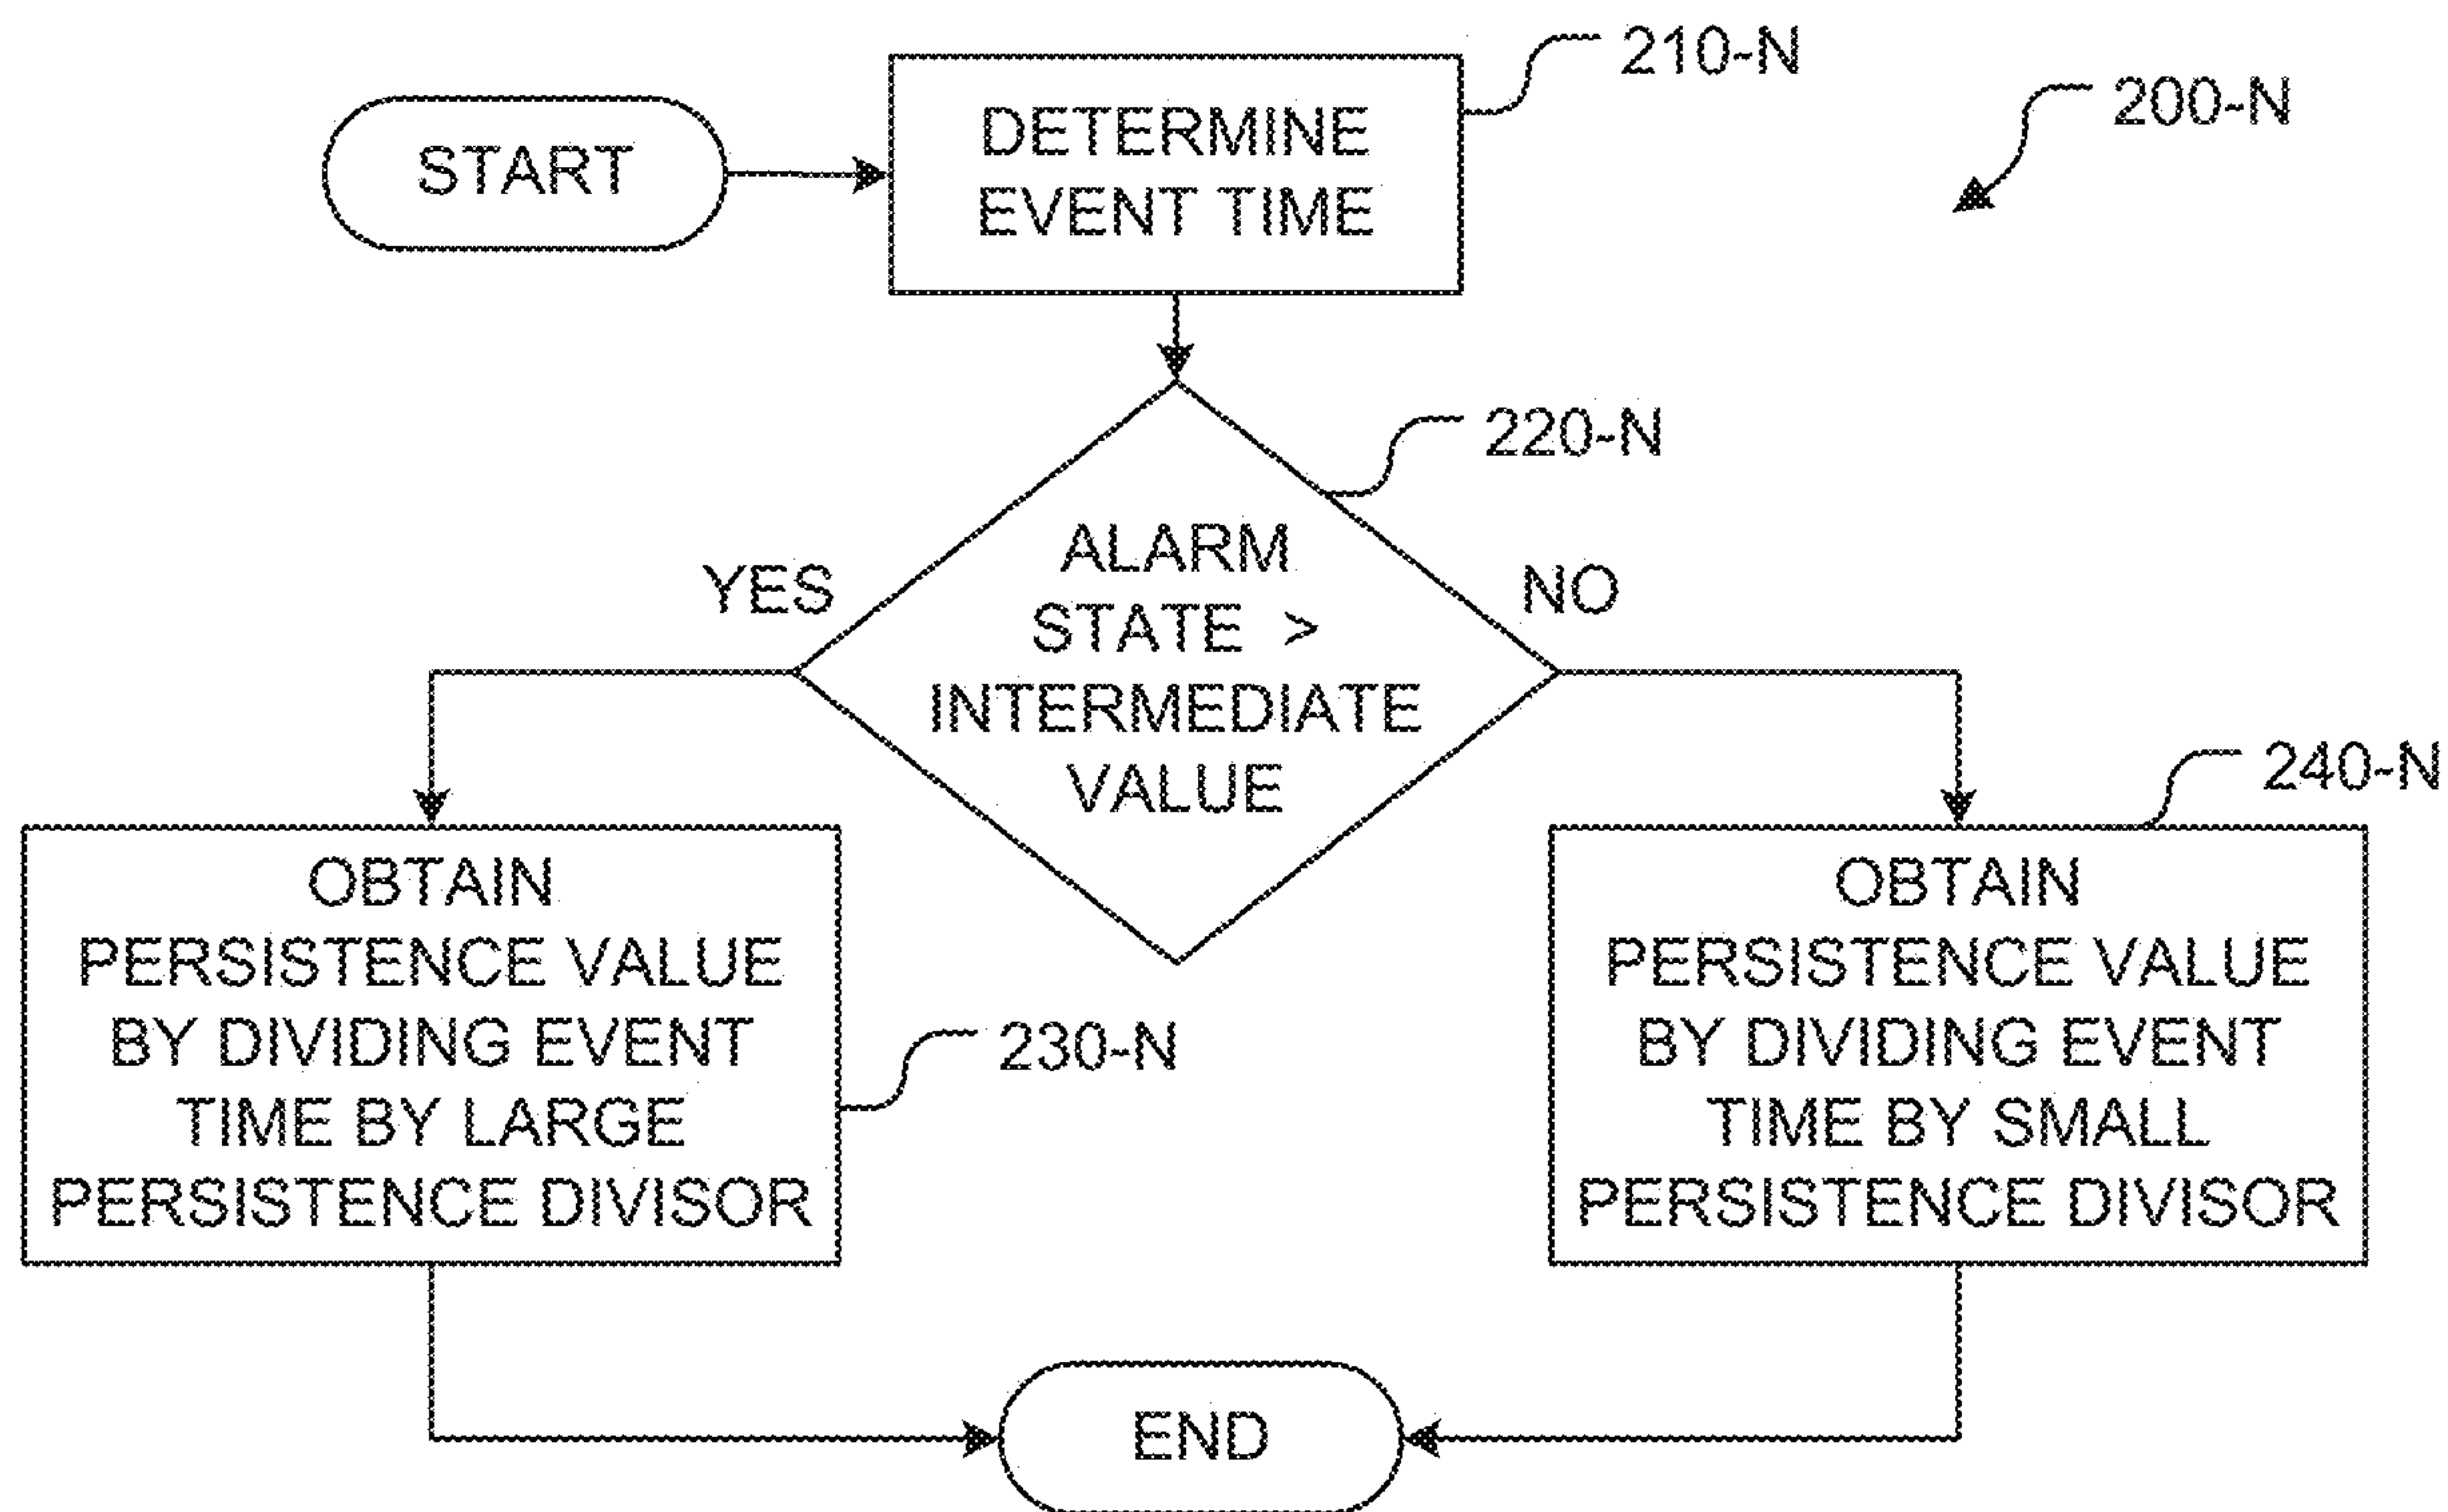 START
DETERMINE
EVENT TIME
210-N
200-N
220-N
ALARM
STATE >
INTERMEDIATE
VALUE
YES
NO
240-N
OBTAIN
PERSISTENCE VALUE
BY DIVIDING EVENT
TIME BY LARGE
PERSISTENCE DIVISOR
230-N
OBTAIN
PERSISTENCE VALUE
BY DIVIDING EVENT
TIME BY SMALL
PERSISTENCE DIVISOR
END